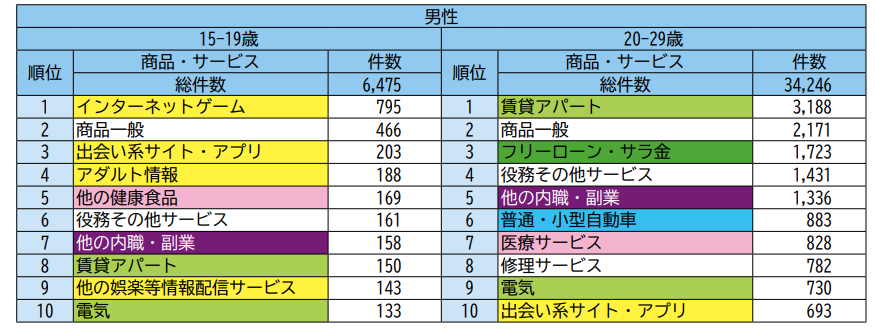 男性
15-19歳 20-29歳
順位 商品・サービス 件数 順位 商品・サービス 件数
総件数 6,475 総件数 34,246
1 インターネットゲーム 795 1 賃貸アパート 3,188
2 商品一般 466 2 商品一般 2,171
3 出会い系サイト・アプリ 203 3 フリーローン・サラ金 1,723
4 アダルト情報 188 4 役務その他サービス 1,431
5 他の健康食品 169 5 他の内職・副業 1,336
6 役務その他サービス 161 6 普通・小型自動車 883
7 他の内職・副業 158 7 医療サービス 828
8 賃貸アパート 150 8 修理サービス 782
9 他の娯楽等情報配信サービス 143 9 電気 730
10 電気 133 10 出会い系サイト・アプリ 693